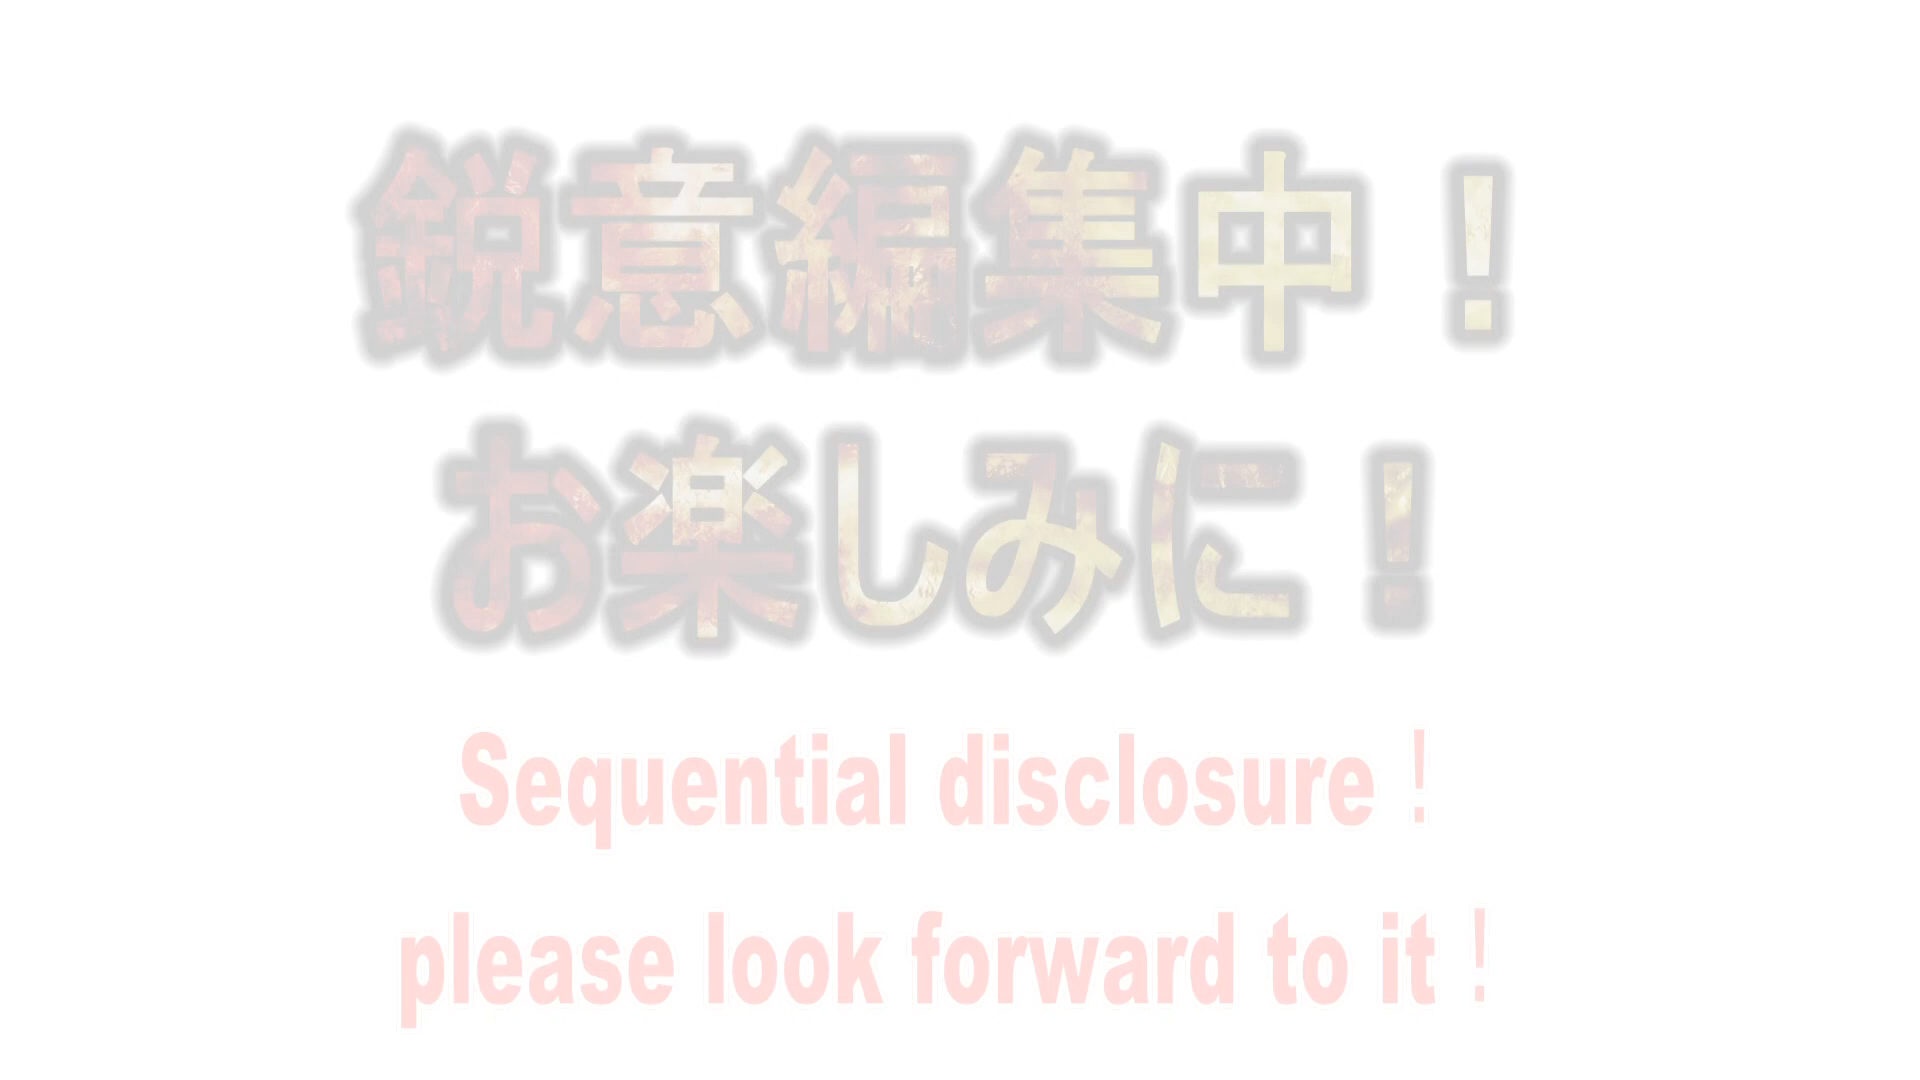 鋭意編集中！
お楽しみに！
Sequential disclosure！
please look forward to it！